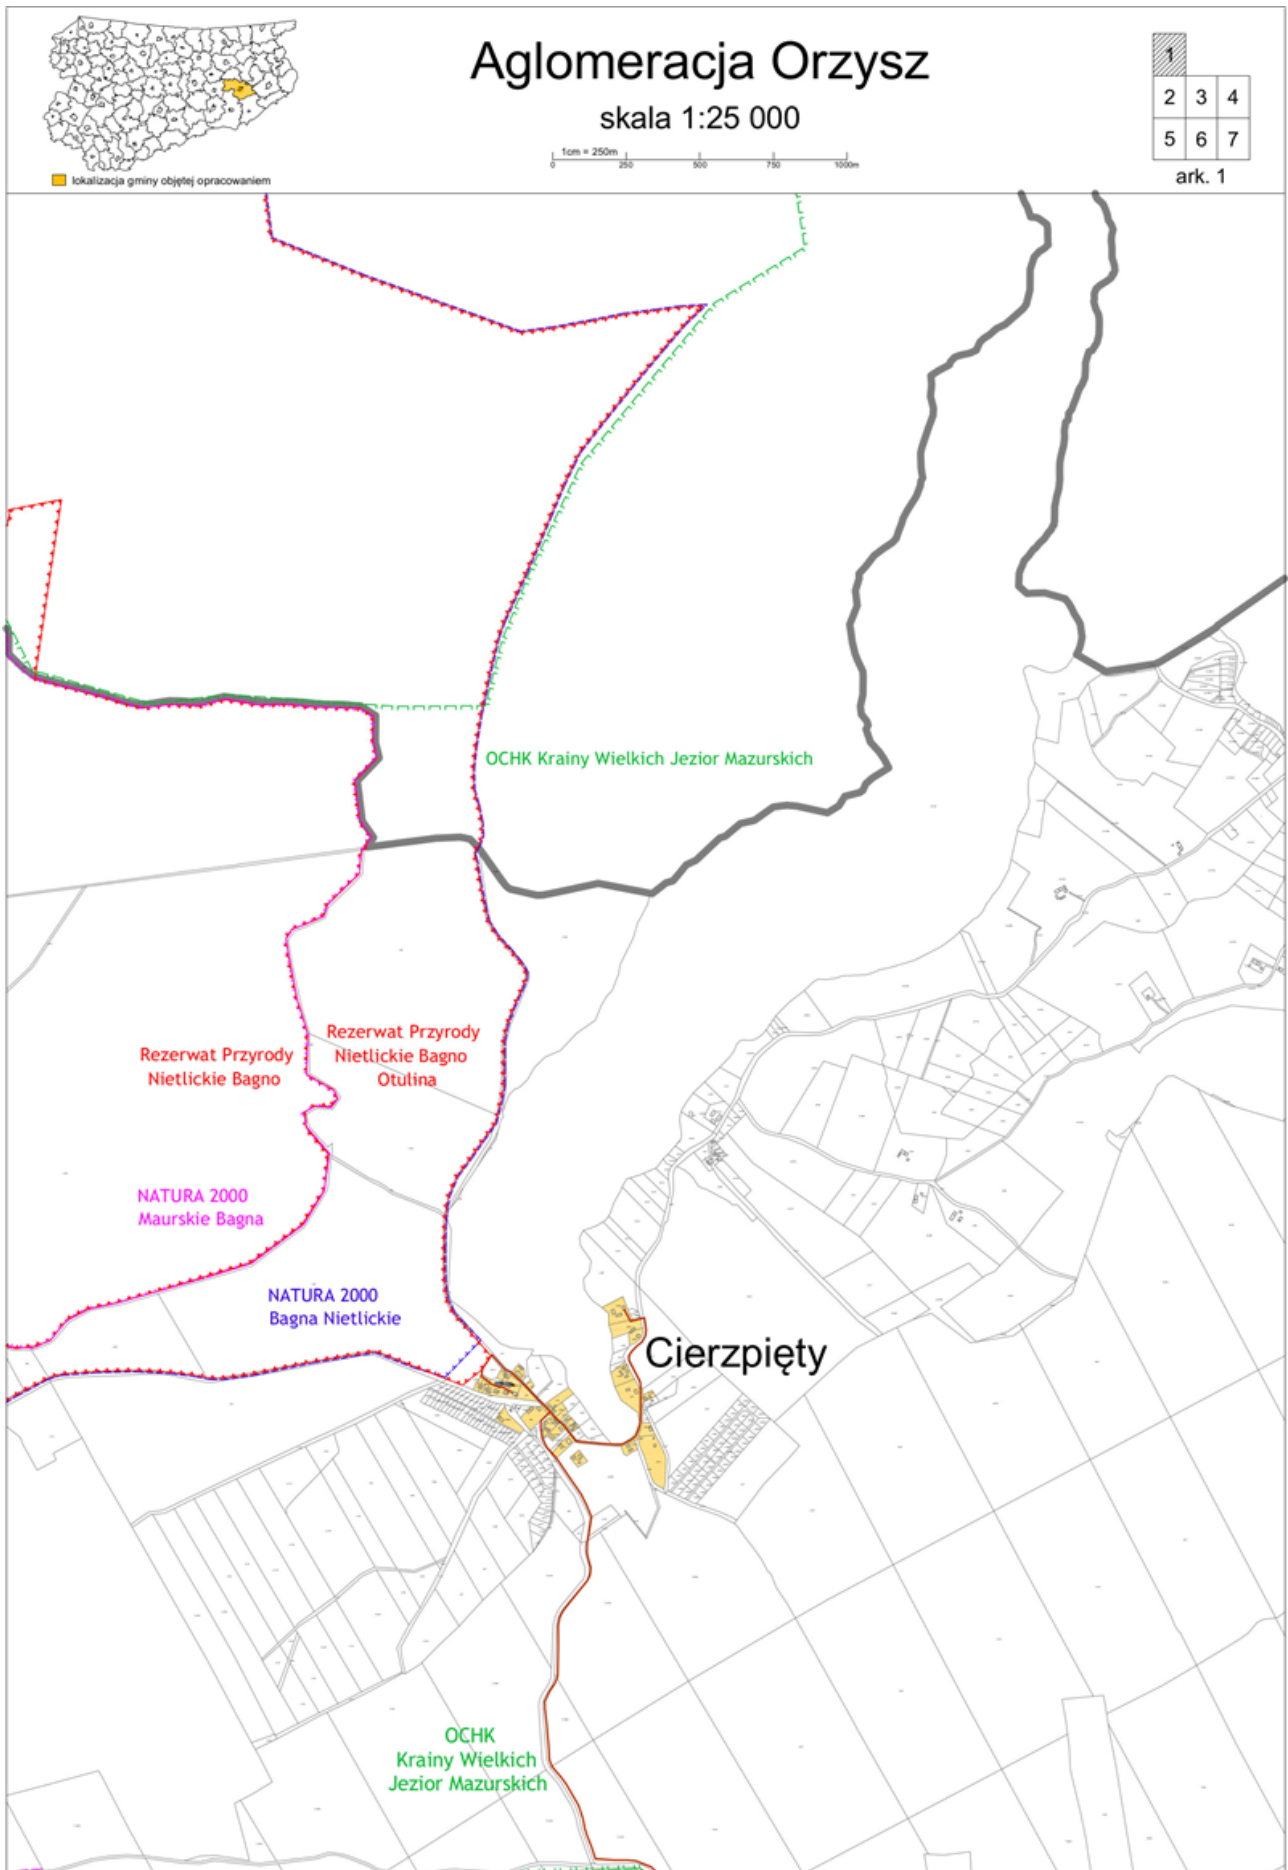 Aglomeracja Orzysz
skala 1:25 000
1cm = 250m
0 250 500 750 1000m
lokalizacja gminy objętej opracowaniem
1
2 3 4
5 6 7
ark. 1
OCHK Krainy Wielkich Jezior Mazurskich
Rezerwat Przyrody
Nietlickie Bagno
Otulina
Rezerwat Przyrody
Nietlickie Bagno
NATURA 2000
Maurskie Bagna
NATURA 2000
Bagna Nietlickie
Cierzpięty
OCHK
Krainy Wielkich
Jezior Mazurskich